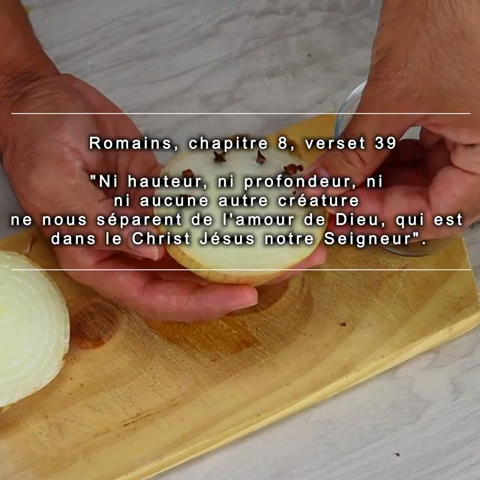 Romains, chapitre 8, verset 39
"Ni hauteur, ni profondeur, ni
ni aucune autre créature
ne nous séparent de l'amour de Dieu, qui est
dans le Christ Jésus notre Seigneur".